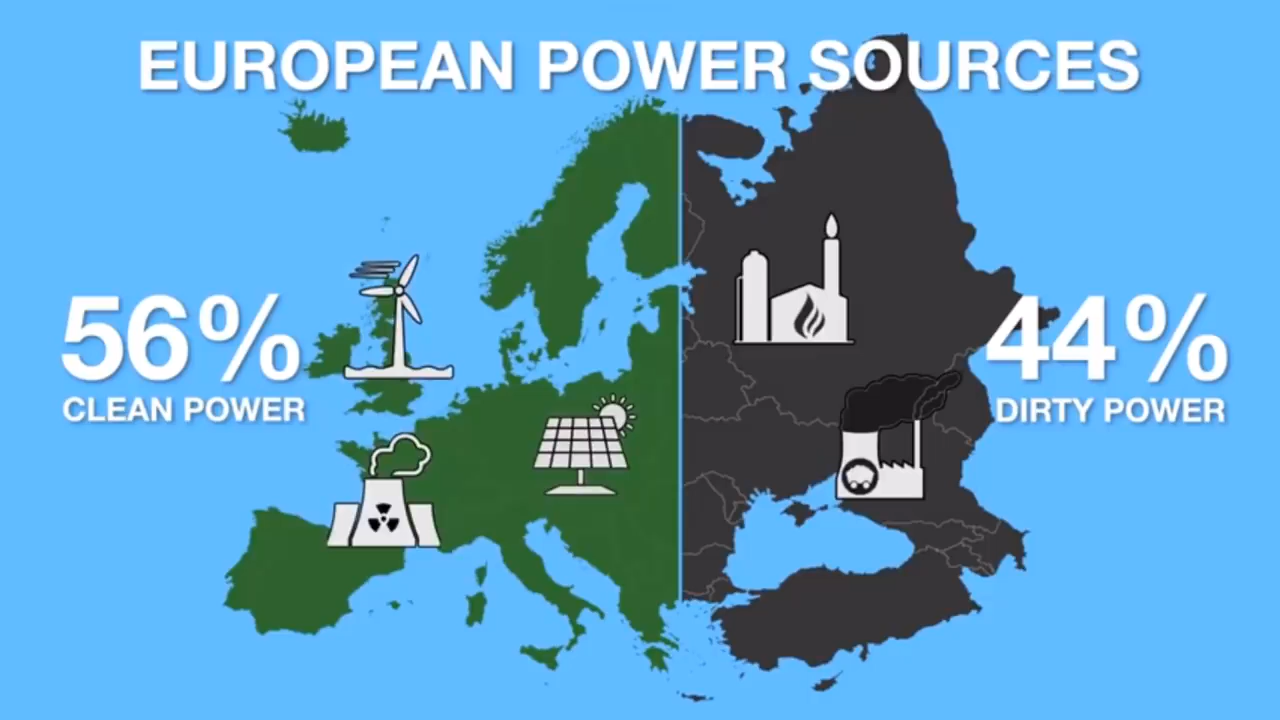 EUROPEAN POWER SOURCES
56%
CLEAN POWER
44%
DIRTY POWER